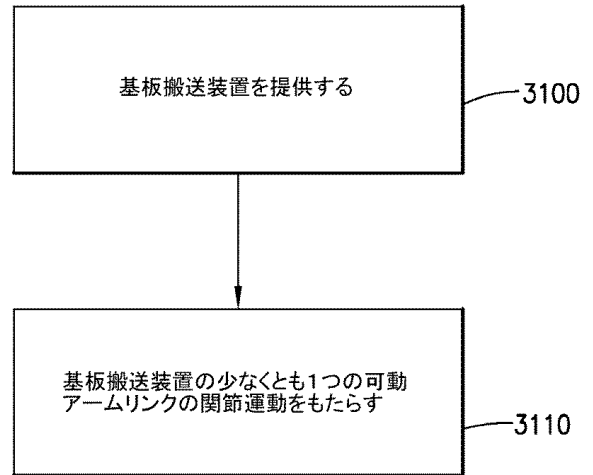 基板搬送装置を提供する
3100
基板搬送装置の少なくとも1つの可動
アームリンクの関節運動をもたらす
3110